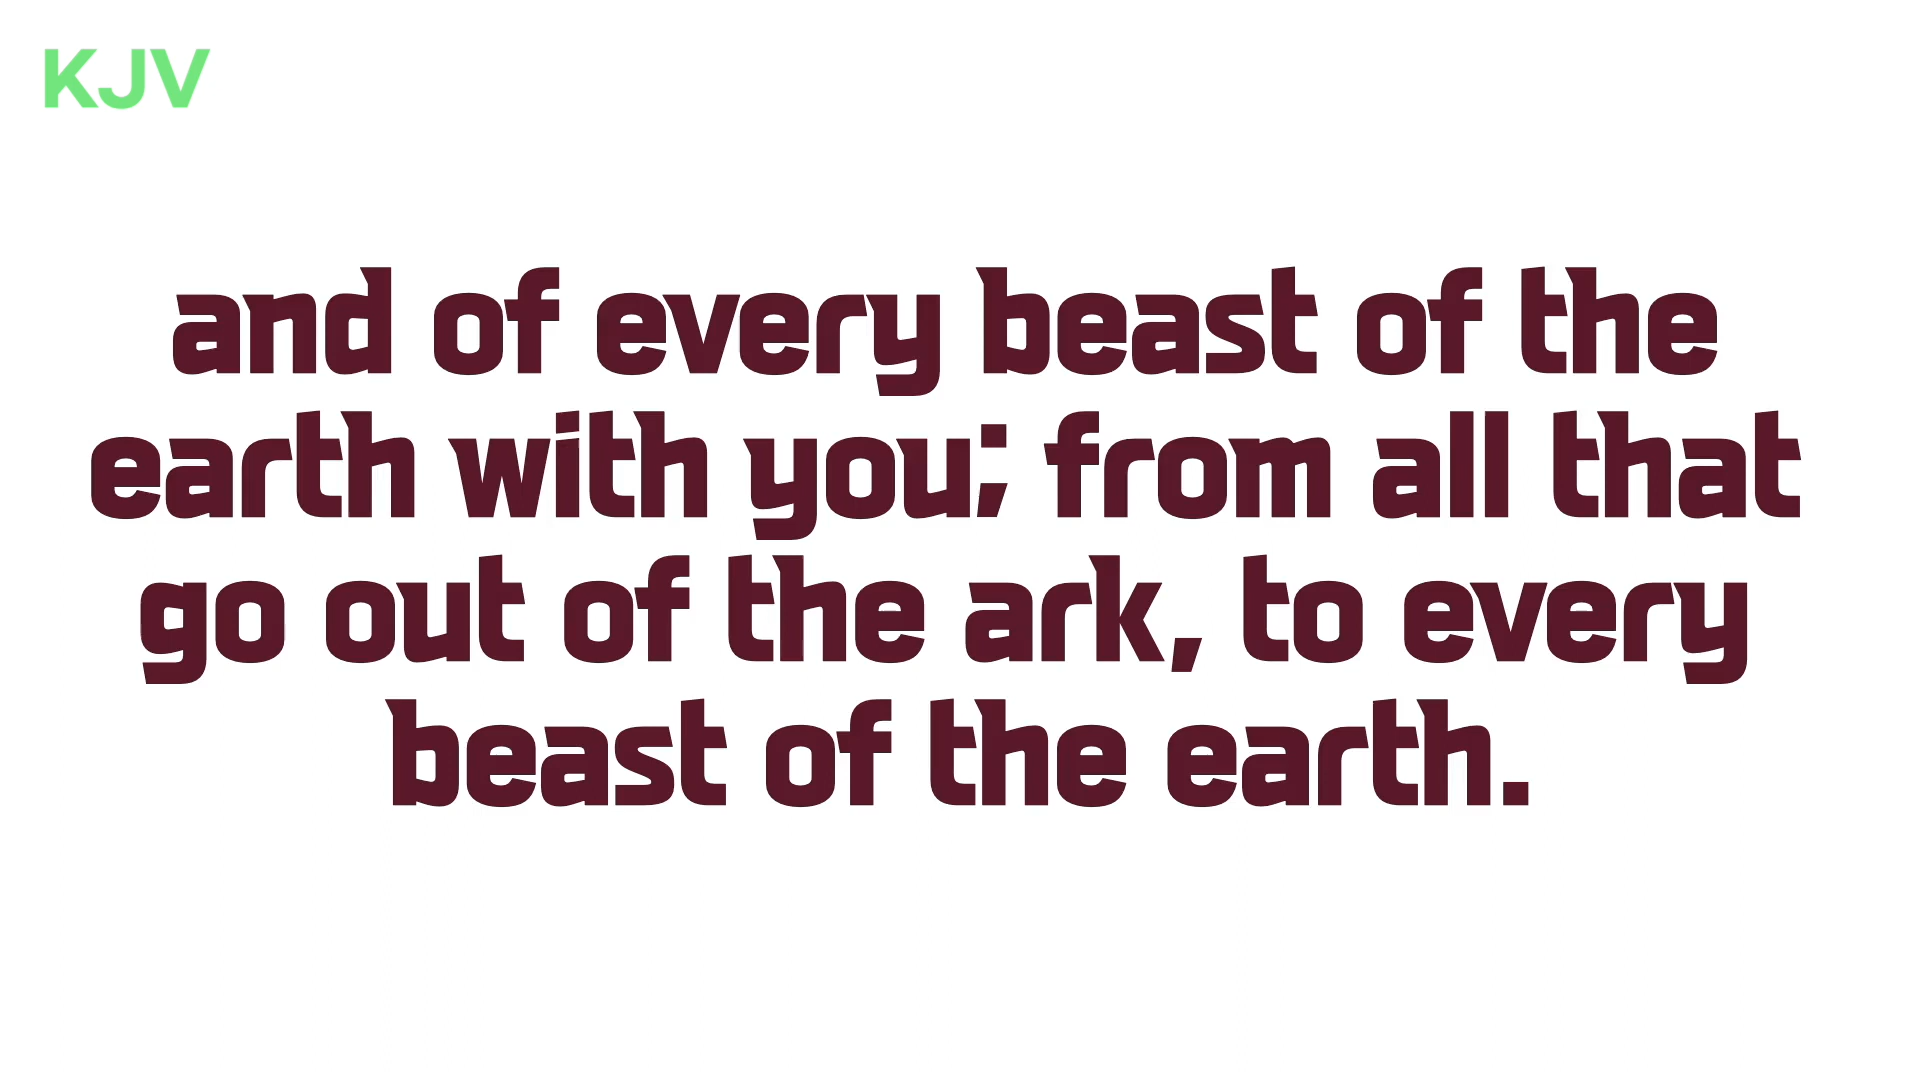 KJV
and of every beast of the
earth with you; from all that
go out of the ark, to every
beast of the earth.